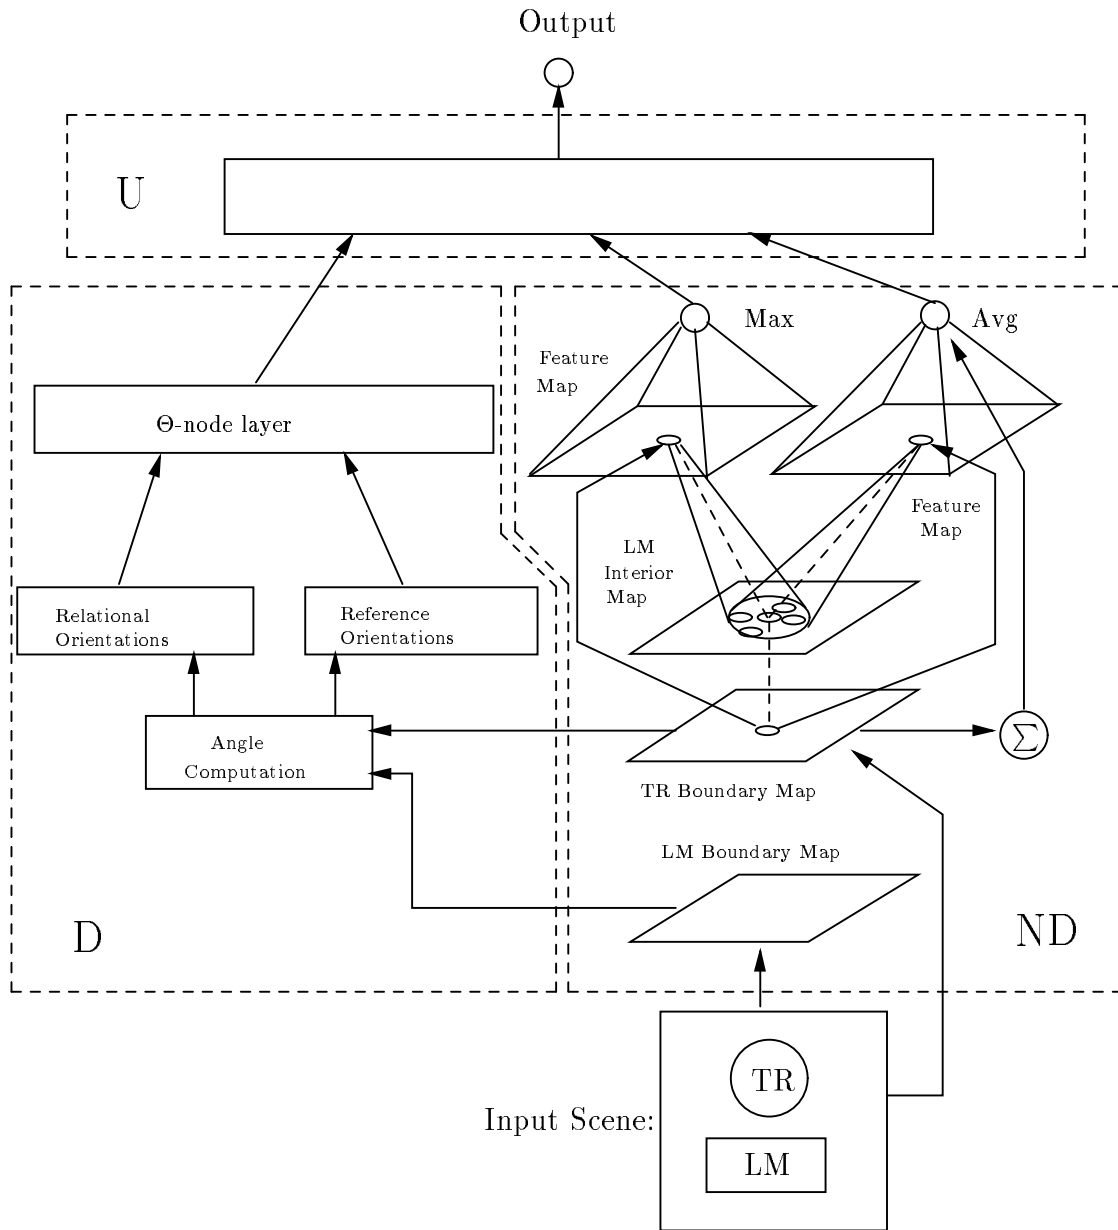 Output
U
Max
Avg
Feature
Map
Θ-node layer
Feature
Map
LM
Interior
Map
Relational
Orientations
Reference
Orientations
Angle
Computation
Σ
TR Boundary Map
LM Boundary Map
D
ND
TR
Input Scene:
LM